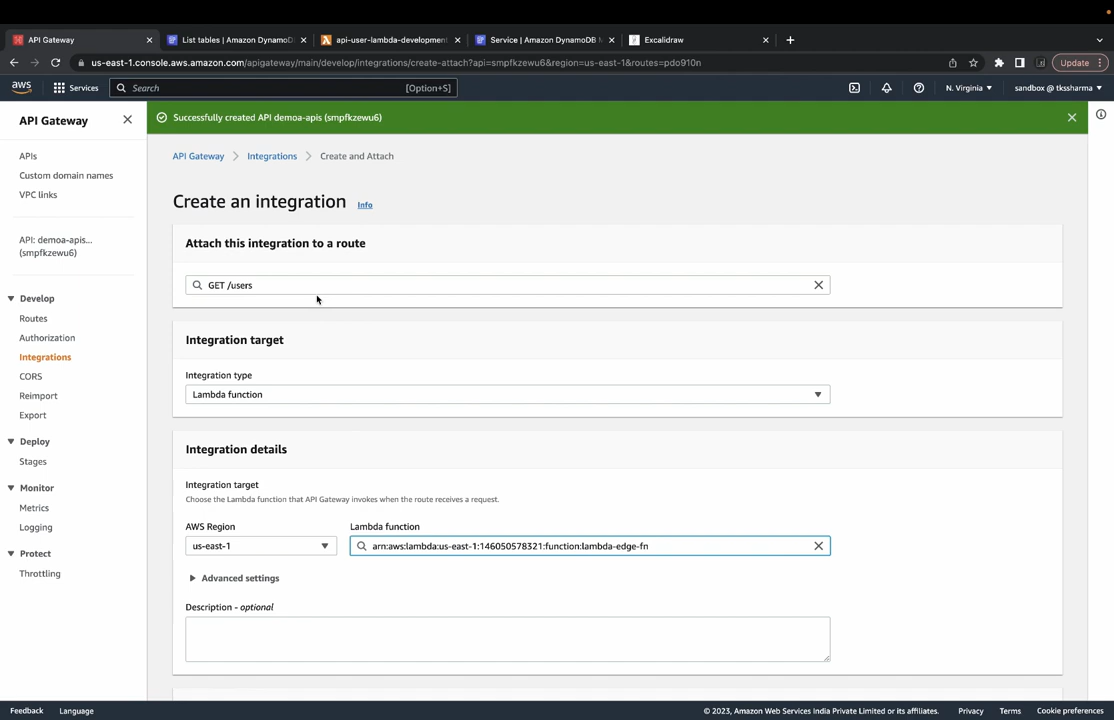 API Gateway
List tables | Amazon DynamoD
api-user-lambda-development
Service | Amazon DynamoDB M
Excalidraw
us-east-1.console.aws.amazon.com/apigateway/main/develop/integrations/create-attach?api=smpfkzewu6&region=us-east-1&routes=pdo910n
Update
aws
Services
Search
[Option+S]
N. Virginia
sandbox @ tkssharma
API Gateway
Successfully created API demoa-apis (smpfkzewu6)
APIs
Custom domain names
VPC links
API: demoa-apis...
(smpfkzewu6)
Develop
Routes
Authorization
Integrations
CORS
Reimport
Export
Deploy
Stages
Monitor
Metrics
Logging
Protect
Throttling
API Gateway > Integrations > Create and Attach
Create an integration Info
Attach this integration to a route
GET /users
Integration target
Integration type
Lambda function
Integration details
Integration target
Choose the Lambda function that API Gateway invokes when the route receives a request.
AWS Region
Lambda function
us-east-1
arn:aws:lambda:us-east-1:146050578321:function:lambda-edge-fn
Advanced settings
Description - optional
Feedback
Language
© 2023, Amazon Web Services India Private Limited or its affiliates.
Privacy
Terms
Cookie preferences